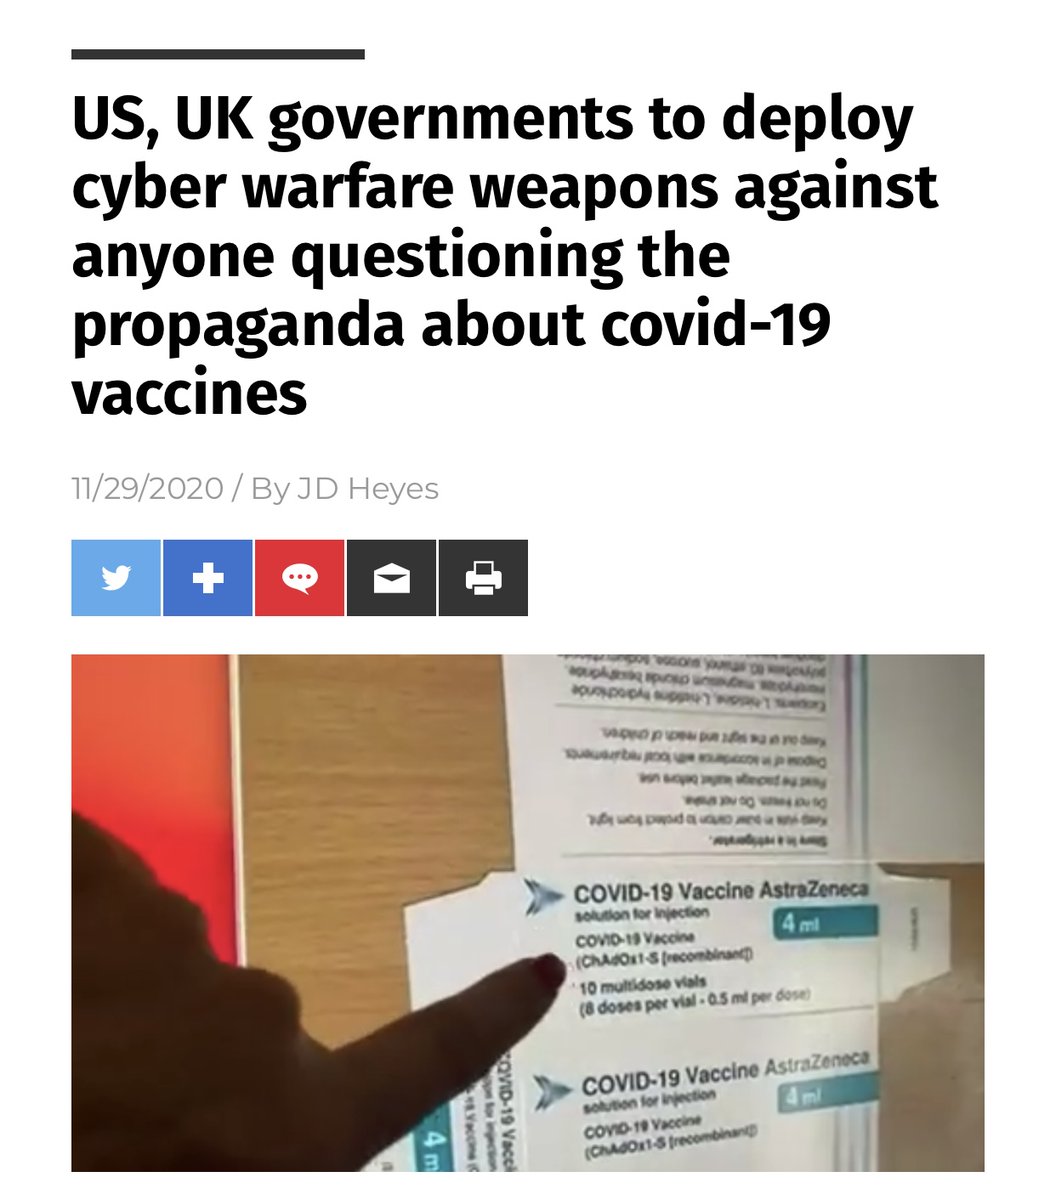 US, UK governments to deploy
cyber warfare weapons against
anyone questioning the
propaganda about covid-19
vaccines
11/29/2020 / By JD Heyes
Keep out of the sight and reach of children.
Dispose of in accordance with local requirements.
Read the package leaflet before use.
Do not freeze. Do not shake.
Keep vials in outer carton to protect from light.
Store in a refrigerator.
COVID-19 Vaccine AstraZeneca
solution for injection
4 ml
COVID-19 Vaccine
(ChAdOx1-S [recombinant])
10 multidose vials
(8 doses per vial - 0.5 ml per dose)
COVID-19 Vaccine AstraZeneca
solution for injection
4 ml
COVID-19 Vaccine
(ChAdOx1-S [recombinant])
COVID-19 Vacci
4 m